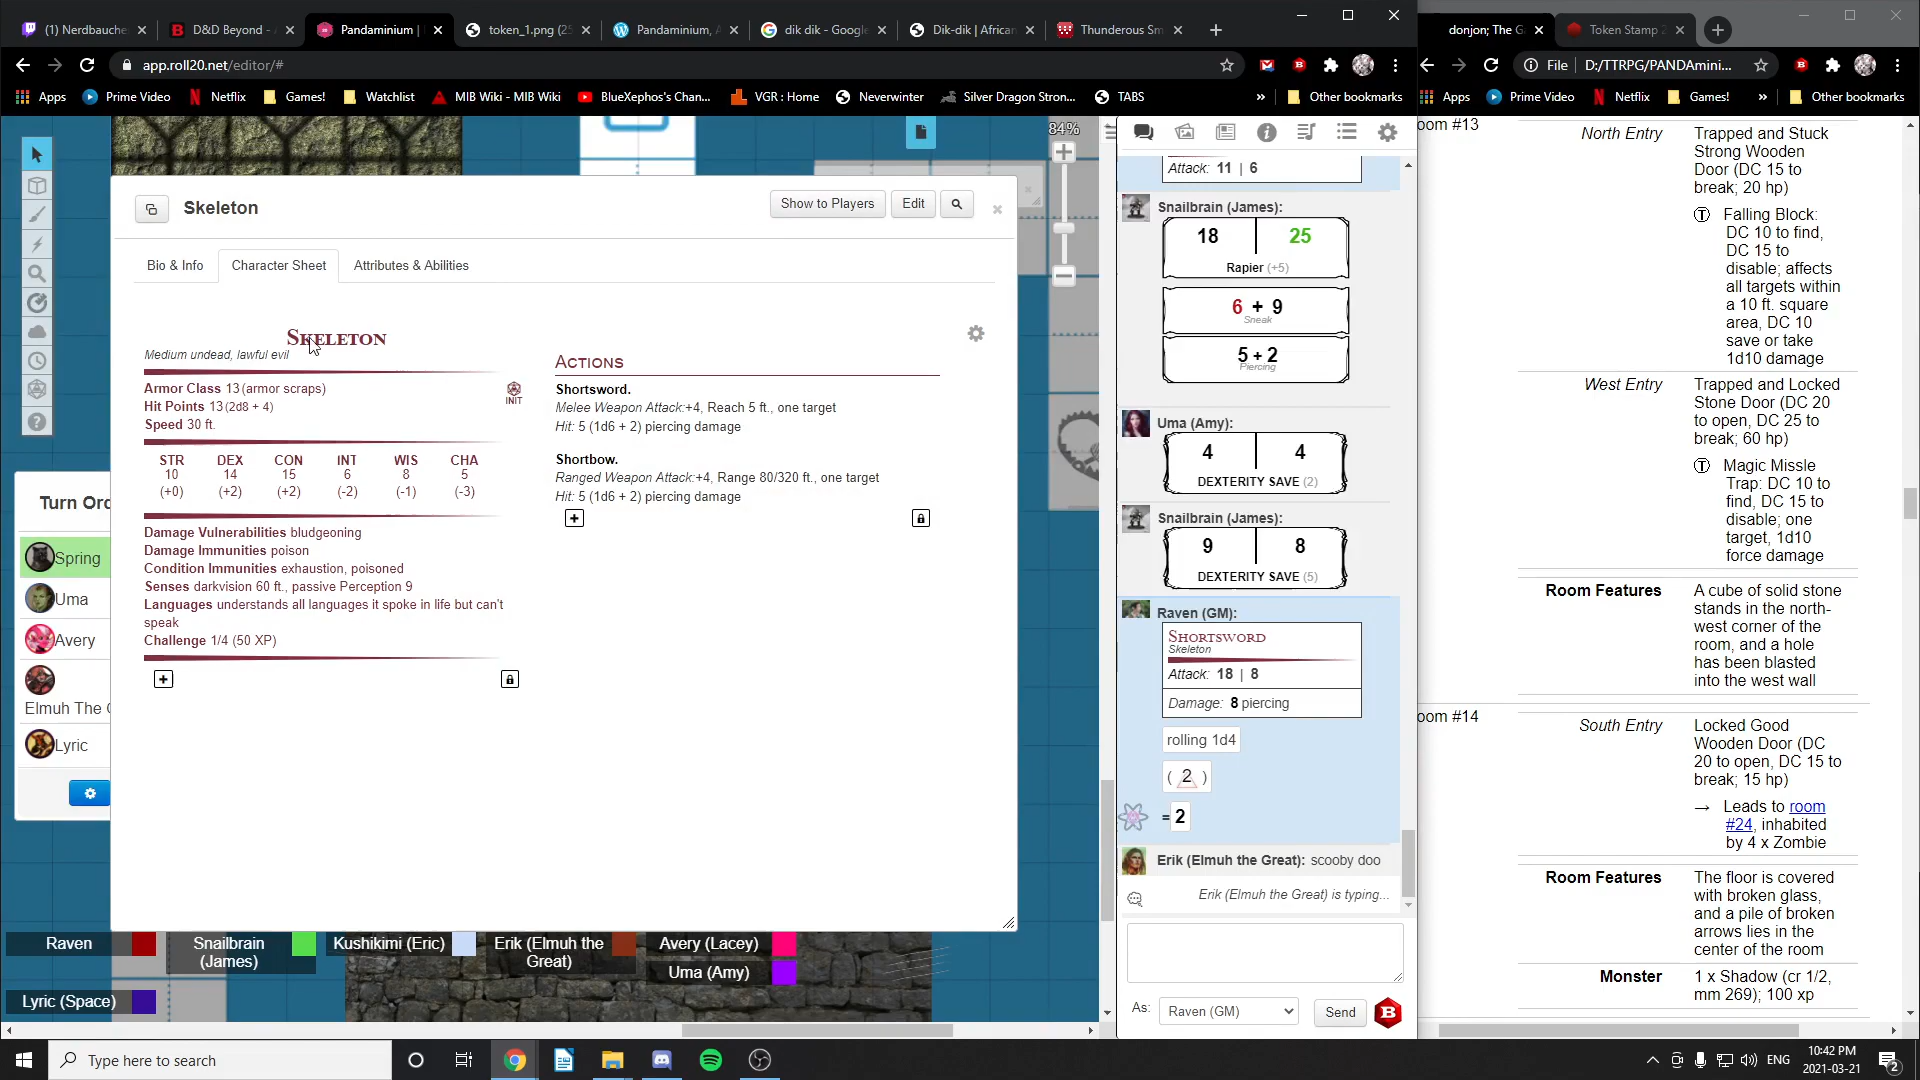 (1) Nerdbauche
D&D Beyond -
Pandaminium |
token_1.png (25
Pandaminium, A
dik dik - Google
Dik-dik | African
Thunderous Sm
donjon; The G
Token Stamp 2
app.roll20.net/editor/#
File | D:/TTRPG/PANDAmini...
Apps
Prime Video
Netflix
Games!
Watchlist
MIB Wiki - MIB Wiki
BlueXephos's Chan...
VGR : Home
Neverwinter
Silver Dragon Stron...
TABS
»
Other bookmarks
Apps
Prime Video
Netflix
Games!
»
Other bookmarks
84%
Skeleton
Show to Players
Edit
Bio & Info
Character Sheet
Attributes & Abilities
Skeleton
Medium undead, lawful evil
Armor Class 13 (armor scraps)
Hit Points 13 (2d8 + 4)
Speed 30 ft.
INIT
STR DEX CON INT WIS CHA
10 14 15 6 8 5
(+0) (+2) (+2) (-2) (-1) (-3)
Damage Vulnerabilities bludgeoning
Damage Immunities poison
Condition Immunities exhaustion, poisoned
Senses darkvision 60 ft., passive Perception 9
Languages understands all languages it spoke in life but can't
speak
Challenge 1/4 (50 XP)
Actions
Shortsword.
Melee Weapon Attack:+4, Reach 5 ft., one target
Hit: 5 (1d6 + 2) piercing damage
Shortbow.
Ranged Weapon Attack:+4, Range 80/320 ft., one target
Hit: 5 (1d6 + 2) piercing damage
Turn Ord
Spring
Uma
Avery
Elmuh The G
Lyric
Raven
Snailbrain
(James)
Kushikimi (Eric)
Erik (Elmuh the
Great)
Avery (Lacey)
Uma (Amy)
Lyric (Space)
Attack: 11 | 6
Snailbrain (James):
18 25
Rapier (+5)
6 + 9
Sneak
5 + 2
Piercing
Uma (Amy):
4 4
DEXTERITY SAVE (2)
Snailbrain (James):
9 8
DEXTERITY SAVE (5)
Raven (GM):
Shortsword
Skeleton
Attack: 18 | 8
Damage: 8 piercing
rolling 1d4
( 2 )
=2
Erik (Elmuh the Great): scooby doo
Erik (Elmuh the Great) is typing...
As:
Raven (GM)
Send
oom #13
North Entry
Trapped and Stuck
Strong Wooden
Door (DC 15 to
break; 20 hp)
T Falling Block:
DC 10 to find,
DC 15 to
disable; affects
all targets within
a 10 ft. square
area, DC 10
save or take
1d10 damage
West Entry
Trapped and Locked
Stone Door (DC 20
to open, DC 25 to
break; 60 hp)
T Magic Missle
Trap: DC 10 to
find, DC 15 to
disable; one
target, 1d10
force damage
Room Features
A cube of solid stone
stands in the north-
west corner of the
room, and a hole
has been blasted
into the west wall
oom #14
South Entry
Locked Good
Wooden Door (DC
20 to open, DC 15 to
break; 15 hp)
→ Leads to room
#24, inhabited
by 4 x Zombie
Room Features
The floor is covered
with broken glass,
and a pile of broken
arrows lies in the
center of the room
Monster
1 x Shadow (cr 1/2,
mm 269); 100 xp
Type here to search
ENG
10:42 PM
2021-03-21
2